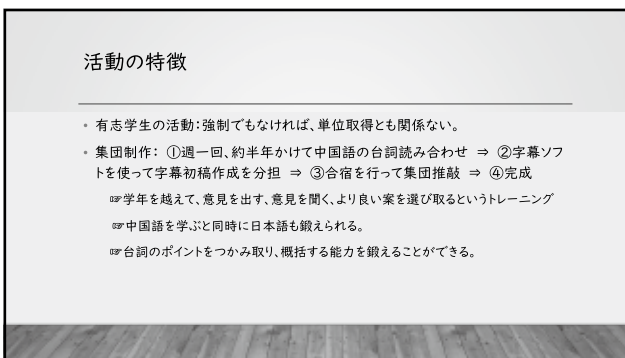 活動の特徴
• 有志学生の活動:強制でもなければ、単位取得とも関係ない。
• 集団制作: ①週一回、約半年かけて中国語の台詞読み合わせ ⇒ ②字幕ソフ
トを使って字幕初稿作成を分担 ⇒ ③合宿を行って集団推敲 ⇒ ④完成
☞学年を越えて、意見を出す、意見を聞く、より良い案を選び取るというトレーニング
☞中国語を学ぶと同時に日本語も鍛えられる。
☞台詞のポイントをつかみ取り、概括する能力を鍛えることができる。